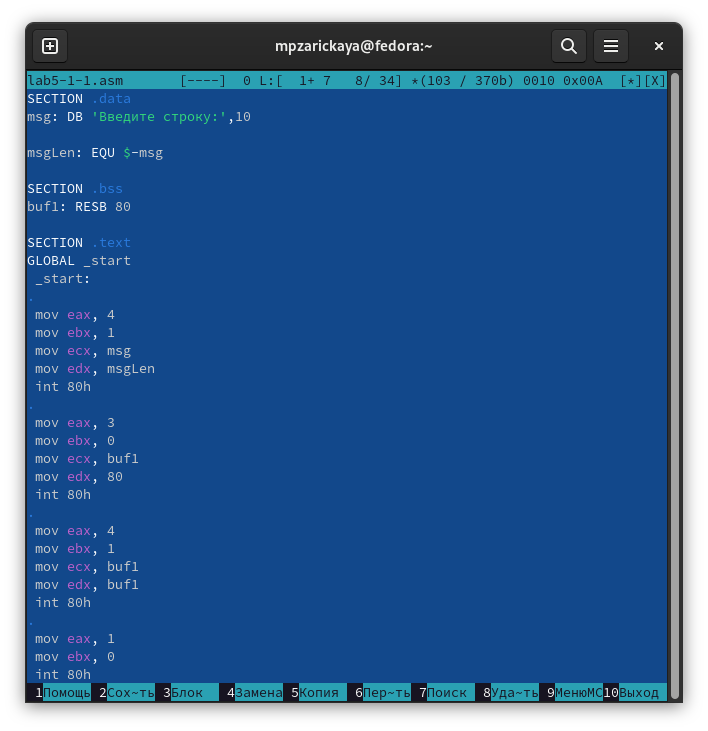 mpzarickaya@fedora:~
lab5-1-1.asm       [----]  0 L:[  1+ 7   8/ 34] *(103 / 370b) 0010 0x00A  [*][X]
SECTION .data
msg: DB 'Введите строку:',10
msgLen: EQU $-msg
SECTION .bss
buf1: RESB 80
SECTION .text
GLOBAL _start
 _start:
.
 mov eax, 4
 mov ebx, 1
 mov ecx, msg
 mov edx, msgLen
 int 80h
.
 mov eax, 3
 mov ebx, 0
 mov ecx, buf1
 mov edx, 80
 int 80h
.
 mov eax, 4
 mov ebx, 1
 mov ecx, buf1
 mov edx, buf1
 int 80h
.
 mov eax, 1
 mov ebx, 0
 int 80h
 1Помощь 2Сох~ть 3Блок   4Замена 5Копия  6Пер~ть 7Поиск  8Уда~ть 9МенюМС10Выход